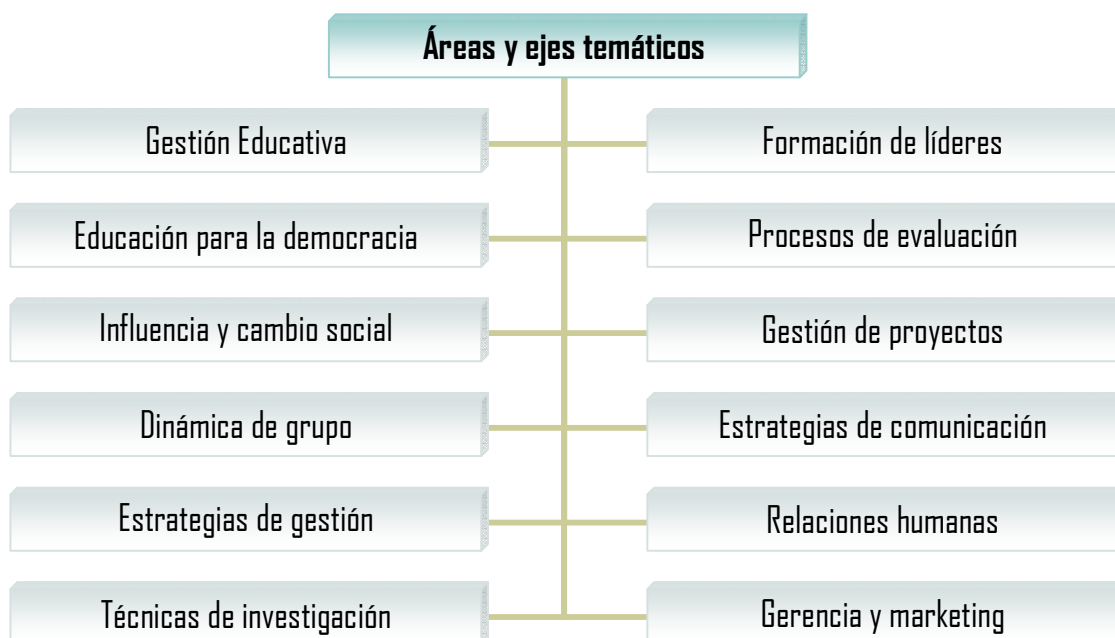 Áreas y ejes temáticos
Gestión Educativa
Formación de líderes
Educación para la democracia
Procesos de evaluación
Influencia y cambio social
Gestión de proyectos
Dinámica de grupo
Estrategias de comunicación
Estrategias de gestión
Relaciones humanas
Técnicas de investigación
Gerencia y marketing